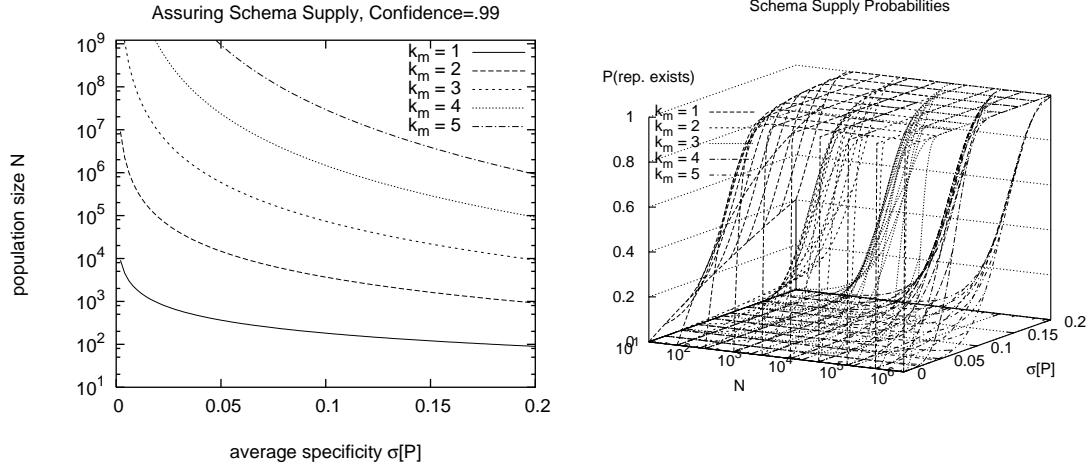 Assuring Schema Supply, Confidence=.99
population size N
10^9
10^8
10^7
10^6
10^5
10^4
10^3
10^2
10^1
k_m = 1
k_m = 2
k_m = 3
k_m = 4
k_m = 5
0
0.05
0.1
0.15
0.2
average specificity σ[P]
Schema Supply Probabilities
P(rep. exists)
k_m = 1
k_m = 2
k_m = 3
k_m = 4
k_m = 5
1
0.8
0.6
0.4
0.2
0
10^1
10^2
10^3
10^4
10^5
10^6
N
0
0.05
0.1
0.15
0.2
σ[P]